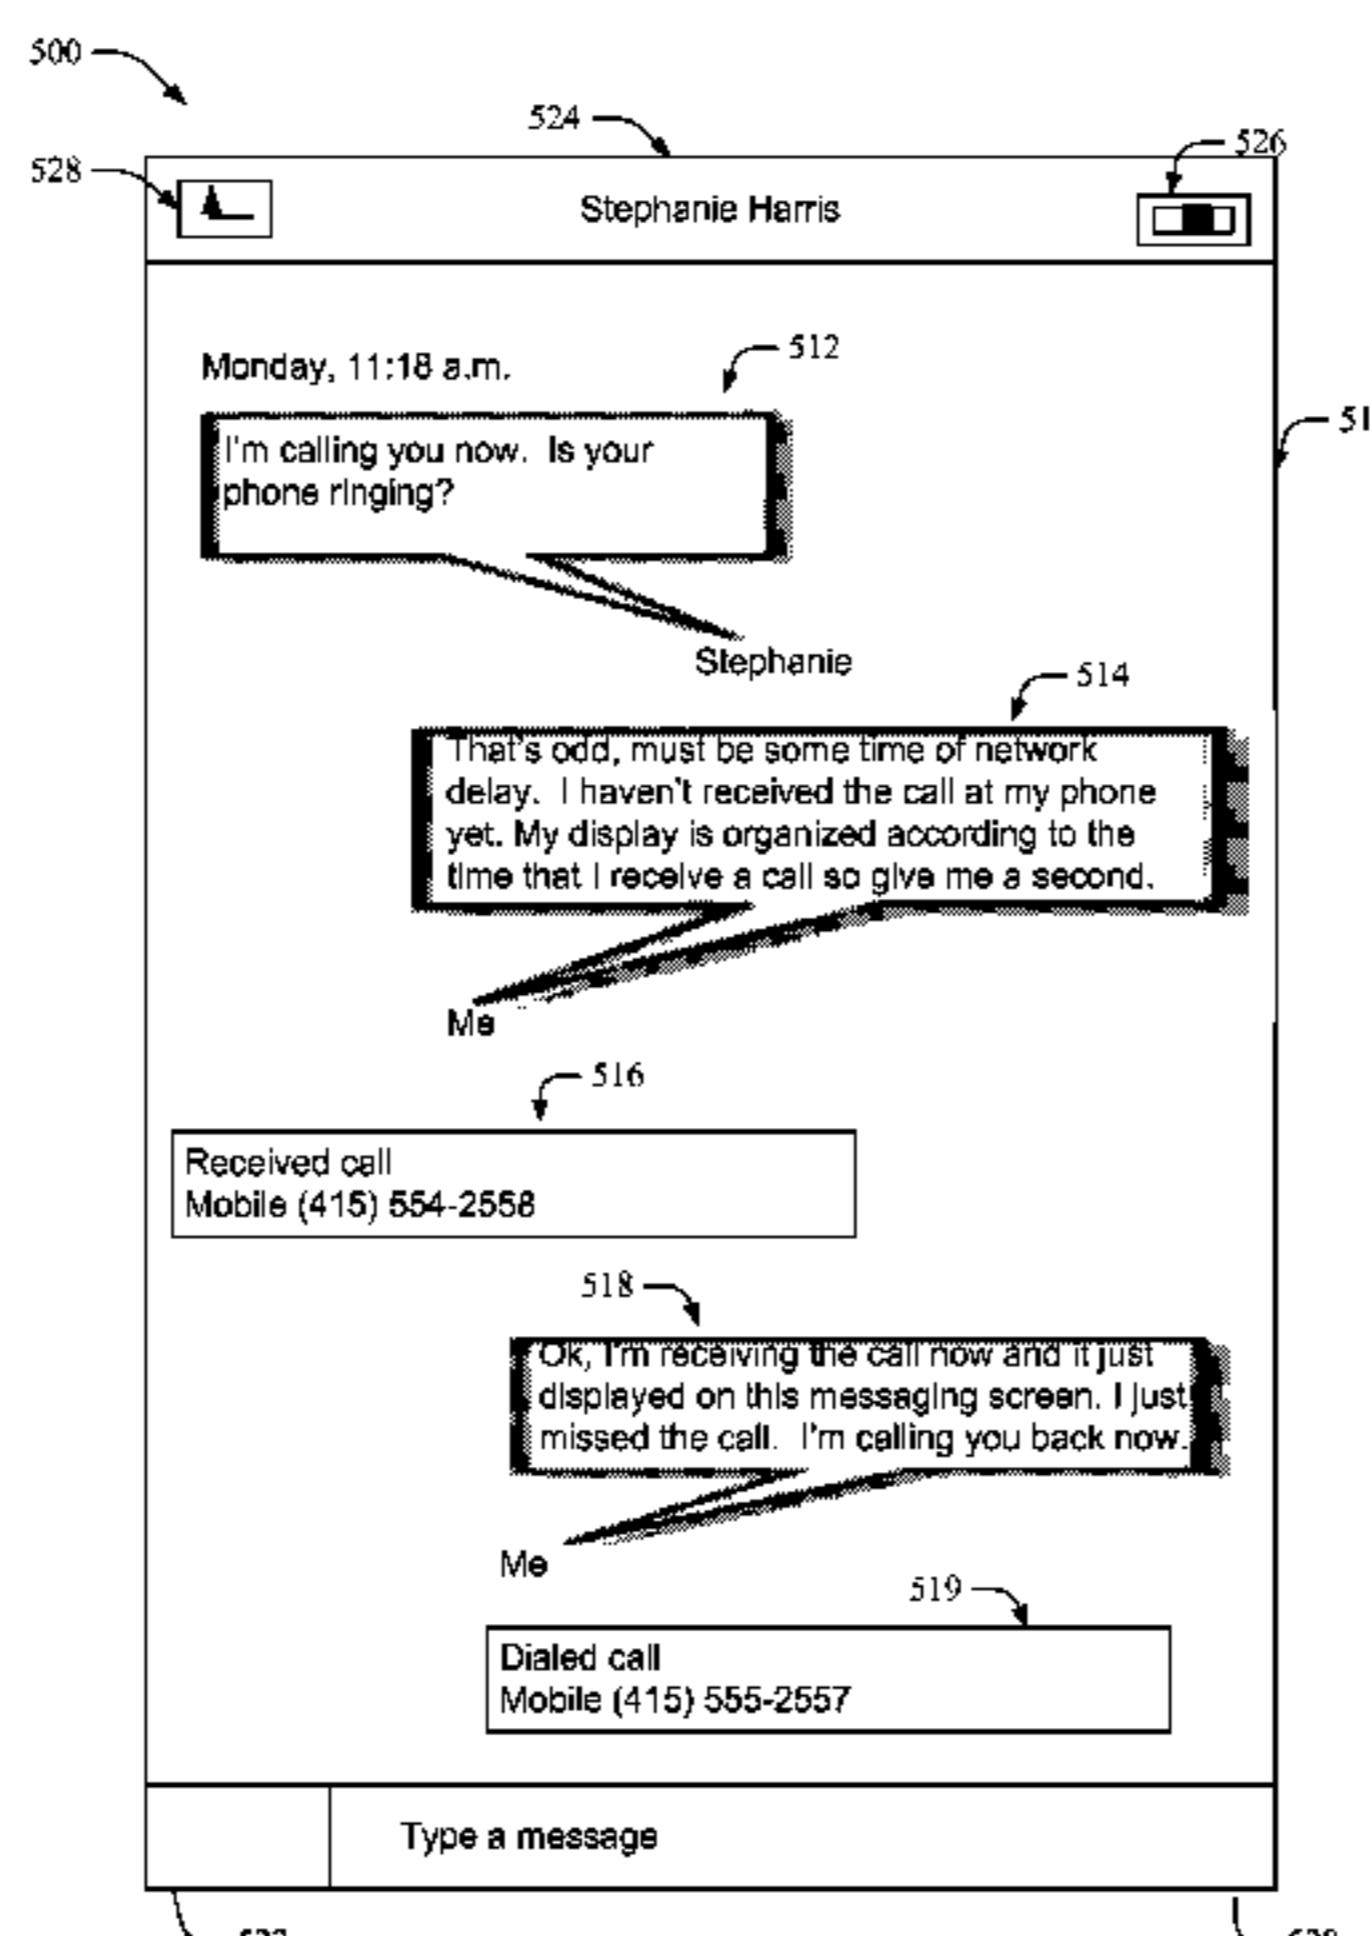 500
524
526
528
Stephanie Harris
512
Monday, 11:18 a.m.
I'm calling you now.  Is your
phone ringing?
Stephanie
514
That's odd, must be some time of network
delay.  I haven't received the call at my phone
yet. My display is organized according to the
time that I receive a call so give me a second.
Me
516
Received call
Mobile (415) 554-2558
518
Ok, I'm receiving the call now and it just
displayed on this messaging screen. I just
missed the call.  I'm calling you back now.
Me
519
Dialed call
Mobile (415) 555-2557
Type a message